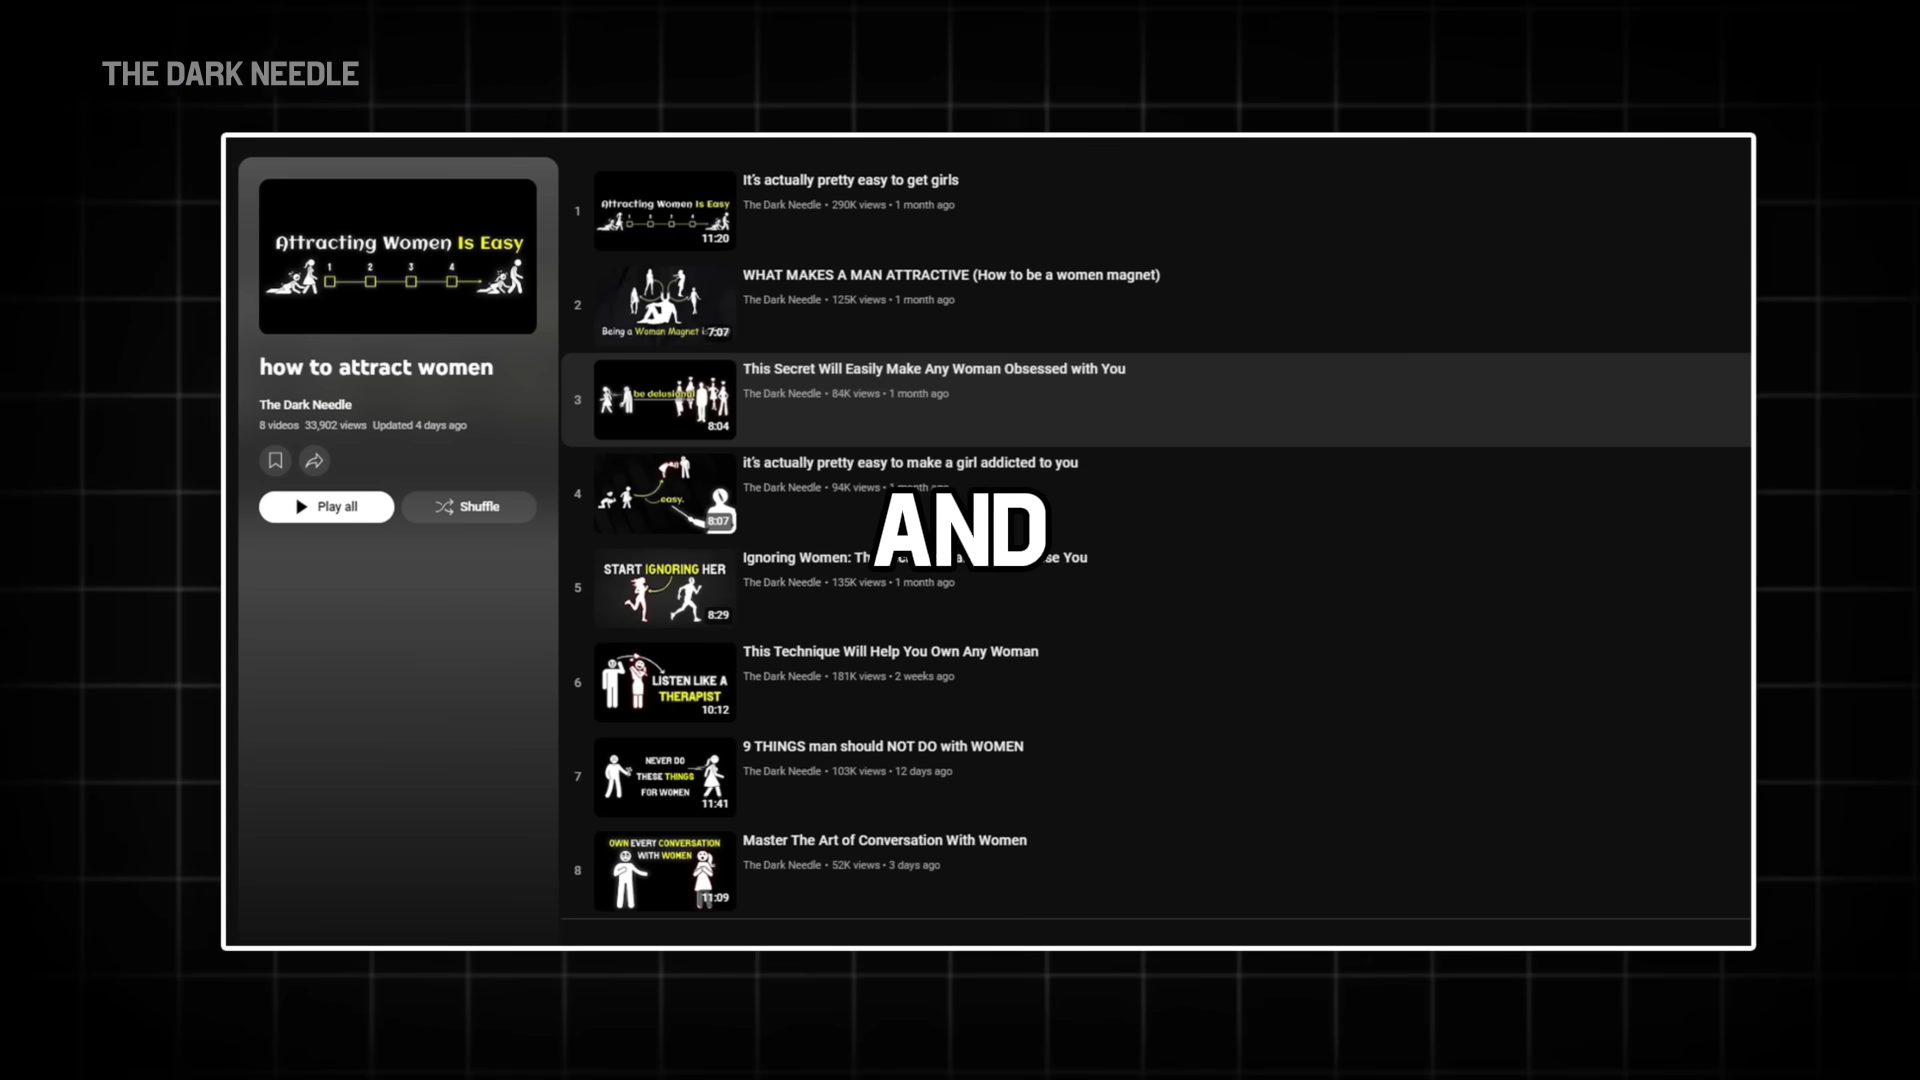 THE DARK NEEDLE
Attracting Women Is Easy
1 2 3 4
how to attract women
The Dark Needle
8 videos 33,902 views Updated 4 days ago
Play all
Shuffle
1
Attracting Women Is Easy
1 2 3 4
11:20
It's actually pretty easy to get girls
The Dark Needle • 290K views • 1 month ago
2
Being a Woman Magnet
7:07
WHAT MAKES A MAN ATTRACTIVE (How to be a women magnet)
The Dark Needle • 125K views • 1 month ago
3
be delusional
8:04
This Secret Will Easily Make Any Woman Obsessed with You
The Dark Needle • 84K views • 1 month ago
4
easy.
8:07
it's actually pretty easy to make a girl addicted to you
The Dark Needle • 94K views • 1 month ago
AND
5
START IGNORING HER
8:29
Ignoring Women: You
The Dark Needle • 135K views • 1 month ago
6
LISTEN LIKE A
THERAPIST
10:12
This Technique Will Help You Own Any Woman
The Dark Needle • 181K views • 2 weeks ago
7
NEVER DO
THESE THINGS
FOR WOMEN
11:41
9 THINGS man should NOT DO with WOMEN
The Dark Needle • 103K views • 12 days ago
8
OWN EVERY CONVERSATION
WITH WOMEN
11:09
Master The Art of Conversation With Women
The Dark Needle • 52K views • 3 days ago